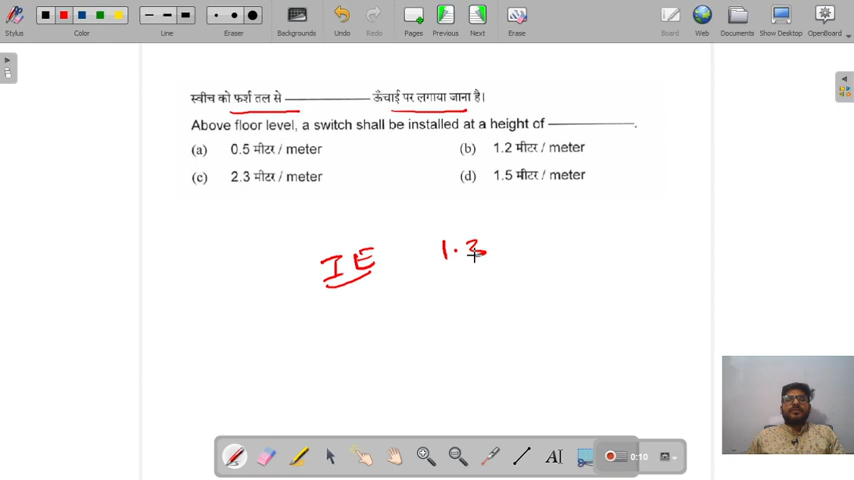 Stylus Color Line Eraser Backgrounds Undo Redo Pages Previous Next Erase Board Web Documents Show Desktop OpenBoard
स्वीच को फर्श तल से ____________ ऊँचाई पर लगाया जाना है।
Above floor level, a switch shall be installed at a height of ____________.
(a) 0.5 मीटर / meter (b) 1.2 मीटर / meter
(c) 2.3 मीटर / meter (d) 1.5 मीटर / meter
IE 1.3
0:10